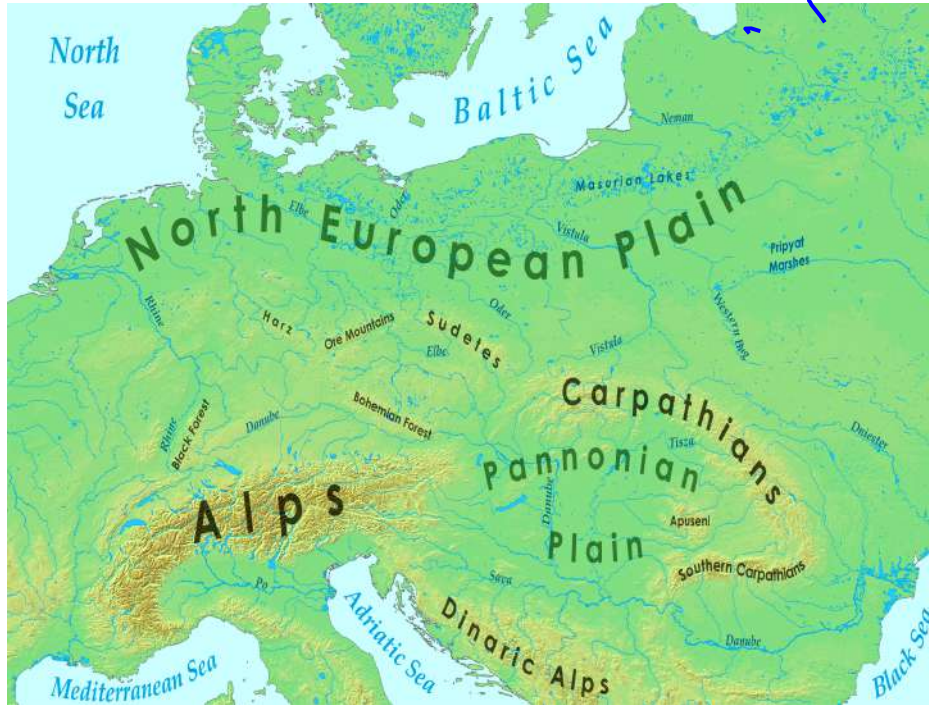 North
Sea
Baltic Sea
Neman
Masurian Lakes
North European Plain
Elbe
Oder
Vistula
Pripyat
Marshes
Rhine
Harz
Ore Mountains
Sudetes
Oder
Western Bug
Elbe
Vistula
Carpathians
Rhine
Black Forest
Danube
Bohemian Forest
Tisza
Dniester
Pannonian
Plain
Danube
Alps
Apuseni
Southern Carpathians
Po
Sava
Adriatic Sea
Dinaric Alps
Danube
Black Sea
Mediterranean Sea